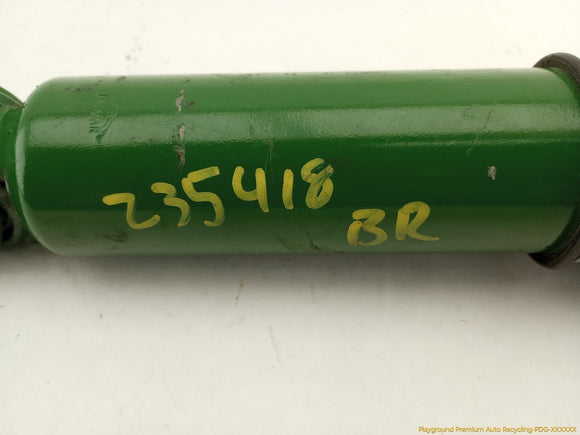 235418
BR
Playground Premium Auto Recycling-PDG-XXXXXX